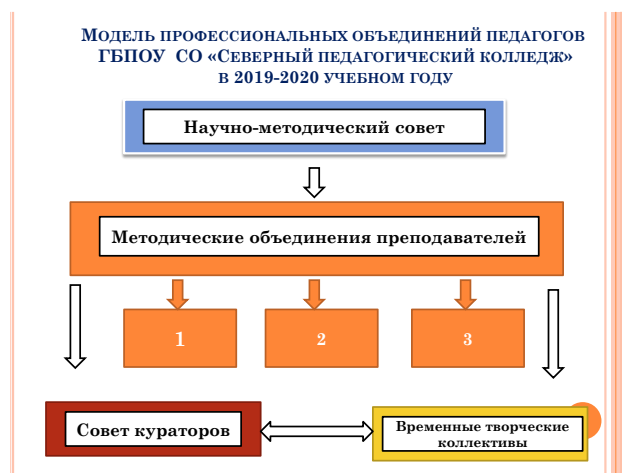 Модель профессиональных объединений педагогов
ГБПОУ СО «Северный педагогический колледж»
в 2019-2020 учебном году
Научно-методический совет
Методические объединения преподавателей
1
2
3
Совет кураторов
Временные творческие
коллективы